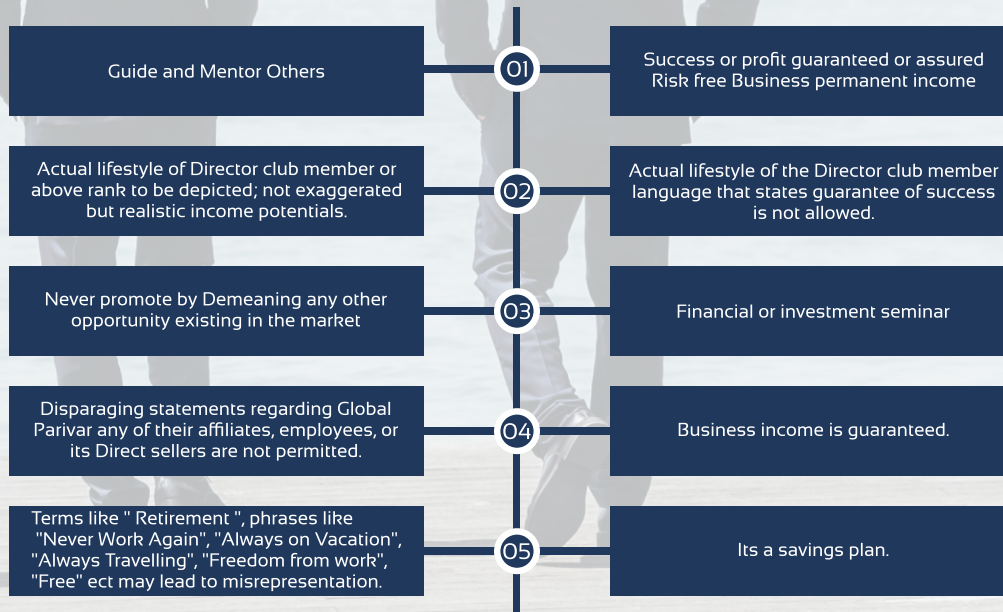 Guide and Mentor Others
01
Success or profit guaranteed or assured
Risk free Business permanent income
Actual lifestyle of Director club member or
above rank to be depicted; not exaggerated
but realistic income potentials.
02
Actual lifestyle of the Director club member
language that states guarantee of success
is not allowed.
Never promote by Demeaning any other
opportunity existing in the market
03
Financial or investment seminar
Disparaging statements regarding Global
Parivar any of their affiliates, employees, or
its Direct sellers are not permitted.
04
Business income is guaranteed.
Terms like " Retirement ", phrases like
"Never Work Again", "Always on Vacation",
"Always Travelling", "Freedom from work",
"Free" ect may lead to misrepresentation.
05
Its a savings plan.